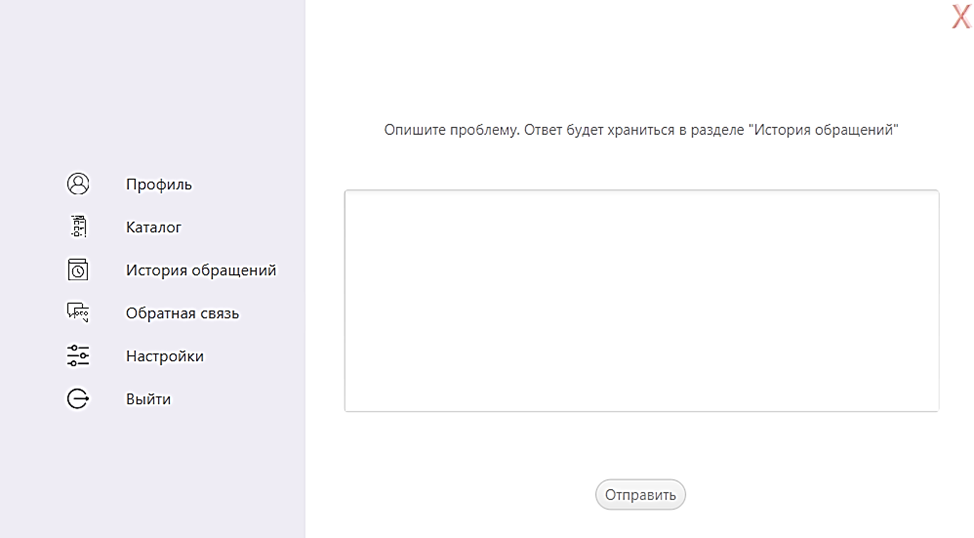 X
Опишите проблему. Ответ будет храниться в разделе "История обращений"
Профиль
Каталог
История обращений
Обратная связь
Настройки
Выйти
Отправить